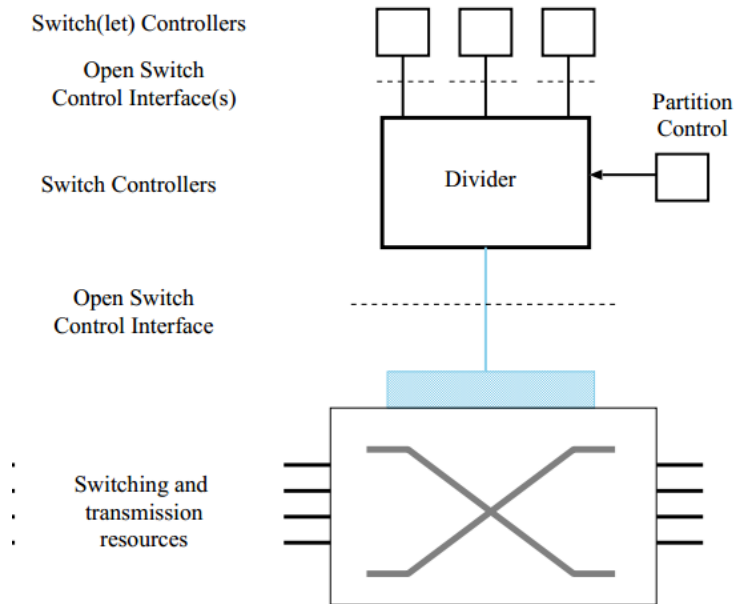 Switch(let) Controllers
Open Switch
Control Interface(s)
Partition
Control
Switch Controllers
Divider
Open Switch
Control Interface
Switching and
transmission
resources